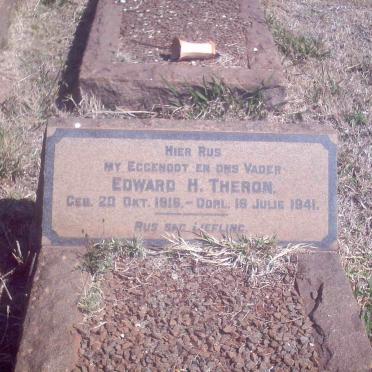 HIER RUS
MY EGGENOOT EN ONS VADER
EDWARD H. THERON.
GEB. 20 OKT. 1916.- OORL. 16 JULIE 1941.
RUS SAG LIEFLING